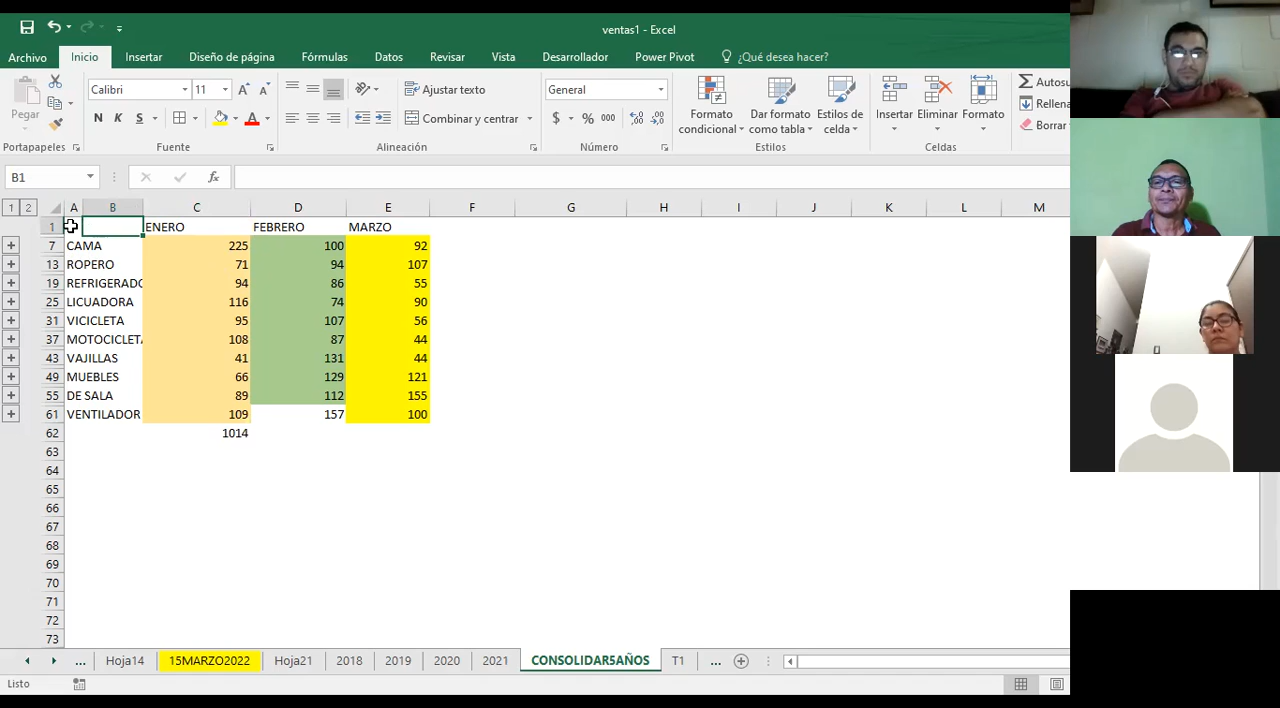 ventas1 - Excel
Archivo Inicio Insertar Diseño de página Fórmulas Datos Revisar Vista Desarrollador Power Pivot ¿Qué desea hacer?
Pegar
Calibri 11
N K S
Ajustar texto
Combinar y centrar
General
$ % 000
Formato condicional
Dar formato como tabla
Estilos de celda
Insertar Eliminar Formato
Autosu
Rellena
Borrar
Portapapeles Fuente Alineación Número Estilos Celdas
B1 fx
1 2 A B C D E F G H I J K L M
1 ENERO FEBRERO MARZO
7 CAMA 225 100 92
13 ROPERO 71 94 107
19 REFRIGERADO 94 86 55
25 LICUADORA 116 74 90
31 VICICLETA 95 107 56
37 MOTOCICLETA 108 87 44
43 VAJILLAS 41 131 44
49 MUEBLES 66 129 121
55 DE SALA 89 112 155
61 VENTILADOR 109 157 100
62 1014
63
64
65
66
67
68
69
70
71
72
73
... Hoja14 15MARZO2022 Hoja21 2018 2019 2020 2021 CONSOLIDAR5AÑOS T1 ...
Listo